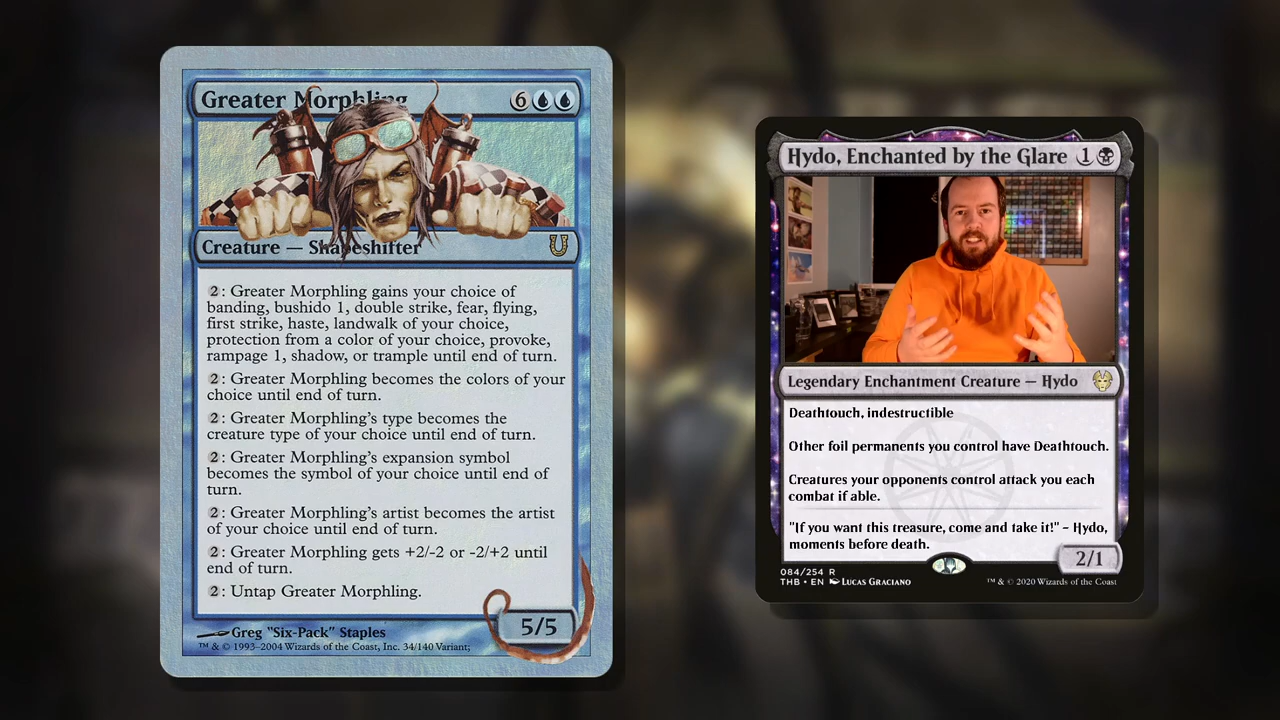 Greater Morphling 6
Creature — Shapeshifter
2: Greater Morphling gains your choice of
banding, bushido 1, double strike, fear, flying,
first strike, haste, landwalk of your choice,
protection from a color of your choice, provoke,
rampage 1, shadow, or trample until end of turn.
2: Greater Morphling becomes the colors of your
choice until end of turn.
2: Greater Morphling's type becomes the
creature type of your choice until end of turn.
2: Greater Morphling's expansion symbol
becomes the symbol of your choice until end of
turn.
2: Greater Morphling's artist becomes the artist
of your choice until end of turn.
2: Greater Morphling gets +2/-2 or -2/+2 until
end of turn.
2: Untap Greater Morphling.
5/5
Greg "Six-Pack" Staples
™ & © 1993–2004 Wizards of the Coast, Inc. 34/140 Variant;
Hydo, Enchanted by the Glare 1
Legendary Enchantment Creature — Hydo
Deathtouch, indestructible
Other foil permanents you control have Deathtouch.
Creatures your opponents control attack you each
combat if able.
"If you want this treasure, come and take it!" – Hydo,
moments before death.
2/1
084/254 R
THB • EN Lucas Graciano
™ & © 2020 Wizards of the Coast